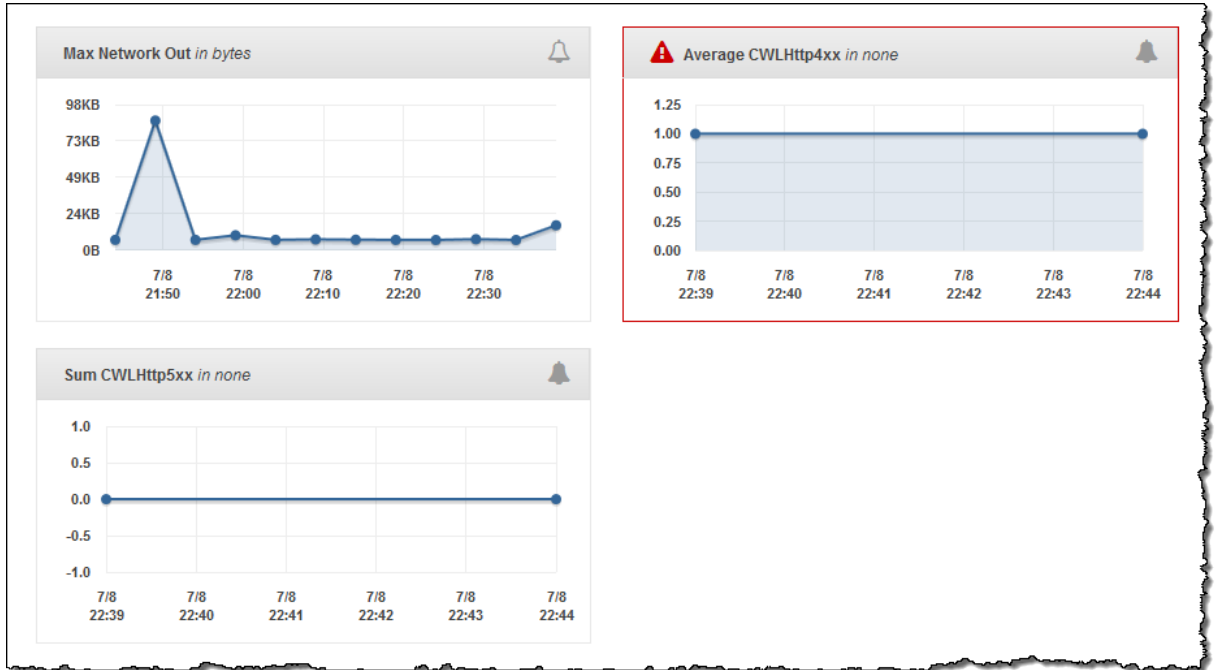 Max Network Out in bytes
98KB
73KB
49KB
24KB
0B
7/8 7/8 7/8 7/8 7/8
21:50 22:00 22:10 22:20 22:30
Average CWLHttp4xx in none
1.25
1.00
0.75
0.50
0.25
0.00
7/8 7/8 7/8 7/8 7/8 7/8
22:39 22:40 22:41 22:42 22:43 22:44
Sum CWLHttp5xx in none
1.0
0.5
0.0
-0.5
-1.0
7/8 7/8 7/8 7/8 7/8 7/8
22:39 22:40 22:41 22:42 22:43 22:44